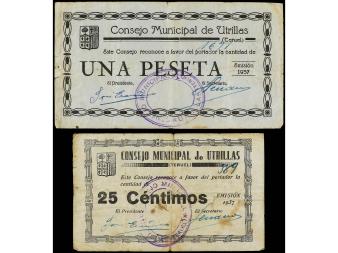 Consejo Municipal de Utrillas
(Teruel)
Este Consejo reconoce a favor del portador la cantidad de
UNA PESETA
Emisión
1937
El Presidente,
El Secretario,
CONSEJO MUNICIPAL de UTRILLAS
(TERUEL)
Este Consejo reconoce a favor del portador la
cantidad de
25 Céntimos
EMISIÓN
1937
El Presidente
El Secretario